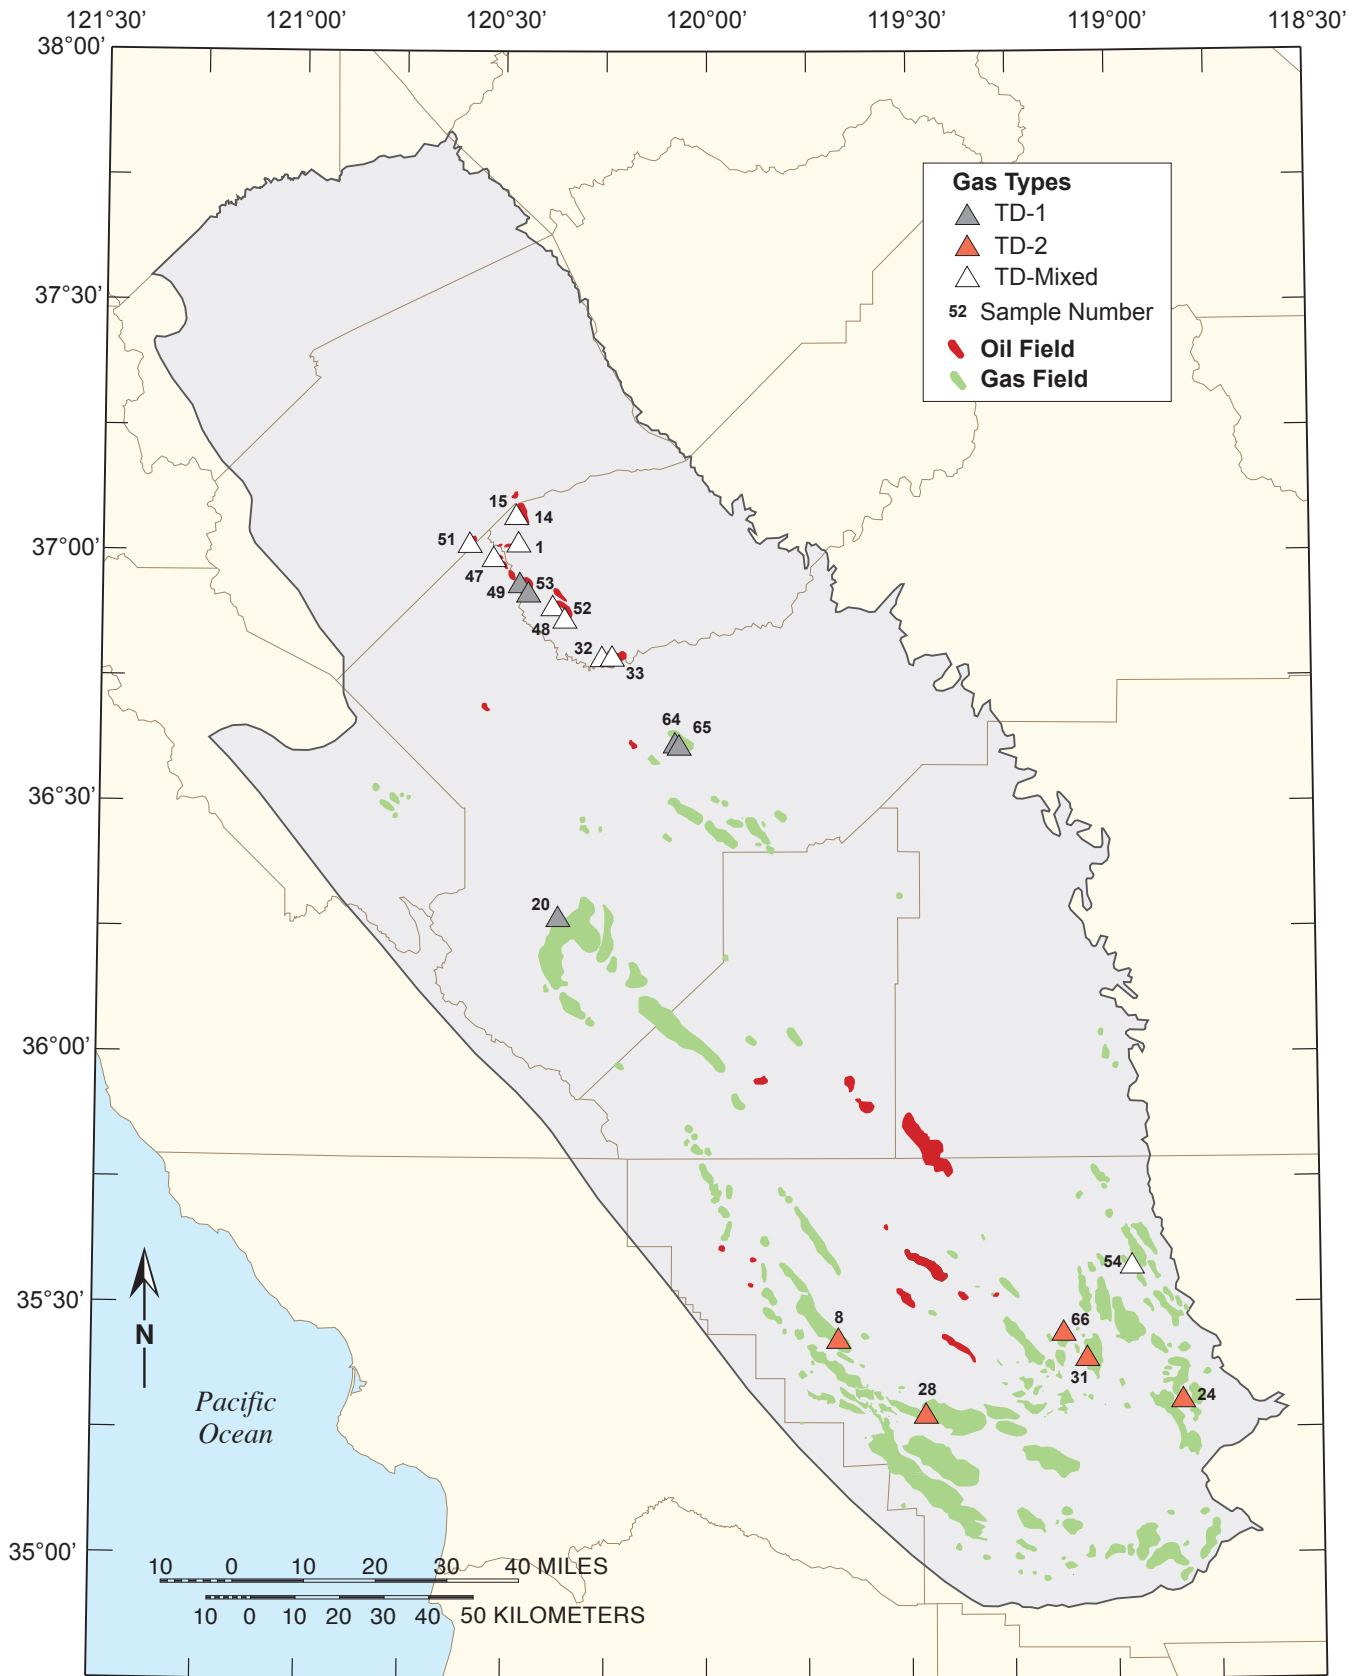 121°30' 121°00' 120°30' 120°00' 119°30' 119°00' 118°30'
38°00'
Gas Types
TD-1
TD-2
37°30'
TD-Mixed
52 Sample Number
Oil Field
Gas Field
15
14
51
37°00'
1
47
53
49
52
48
32
33
64
65
36°30'
20
36°00'
54
35°30'
8
66
N
31
28
24
Pacific
Ocean
35°00'
10 0 10 20 30 40 MILES
10 0 10 20 30 40 50 KILOMETERS